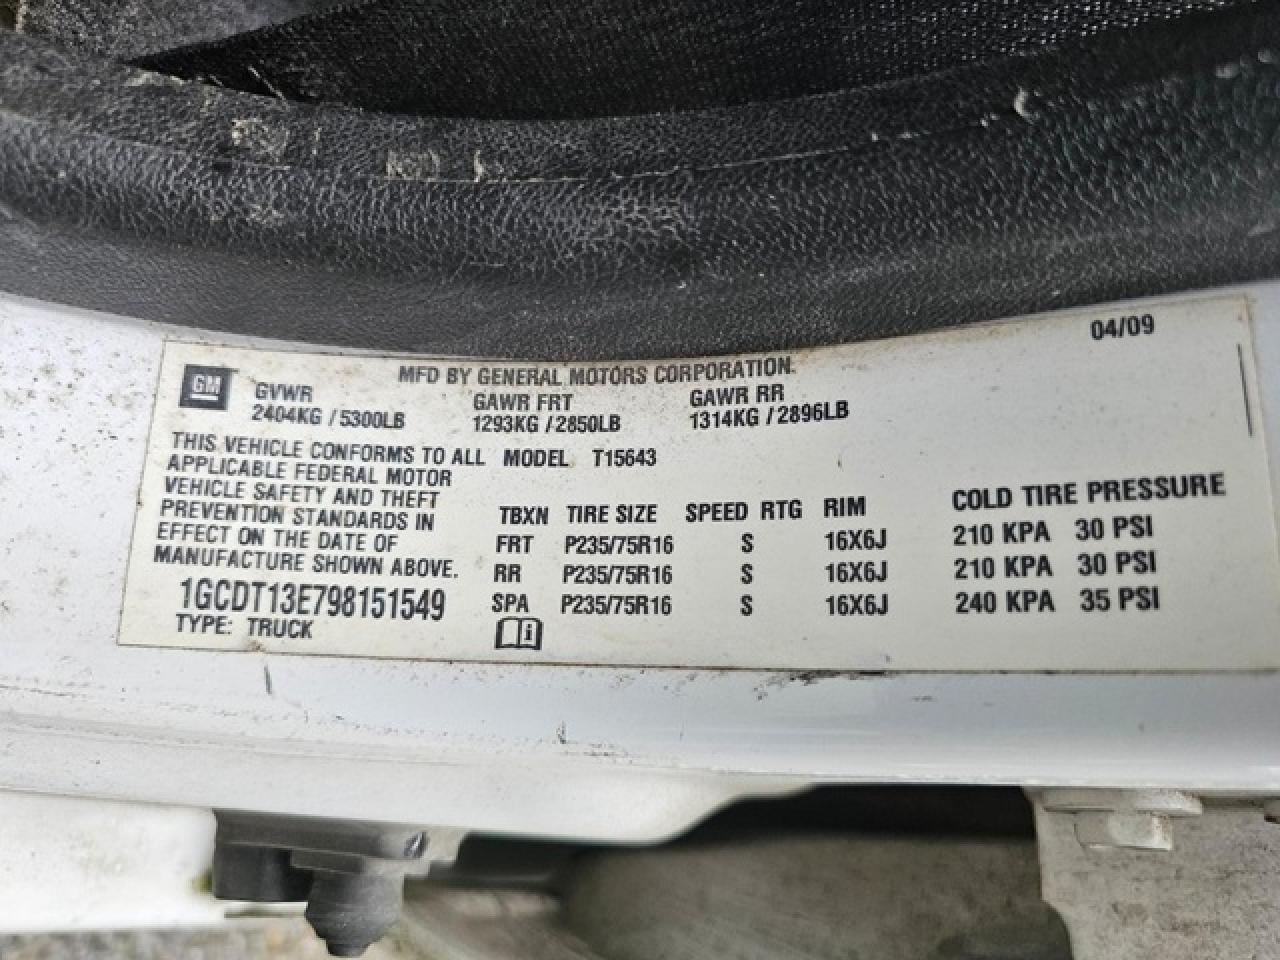 04/09
MFD BY GENERAL MOTORS CORPORATION
GM
GVWR GAWR FRT GAWR RR
2404KG / 5300LB 1293KG / 2850LB 1314KG / 2896LB
THIS VEHICLE CONFORMS TO ALL MODEL T15643
APPLICABLE FEDERAL MOTOR
VEHICLE SAFETY AND THEFT
PREVENTION STANDARDS IN
EFFECT ON THE DATE OF
MANUFACTURE SHOWN ABOVE.
TBXN TIRE SIZE SPEED RTG RIM COLD TIRE PRESSURE
FRT P235/75R16 S 16X6J 210 KPA 30 PSI
RR P235/75R16 S 16X6J 210 KPA 30 PSI
SPA P235/75R16 S 16X6J 240 KPA 35 PSI
1GCDT13E798151549
TYPE: TRUCK